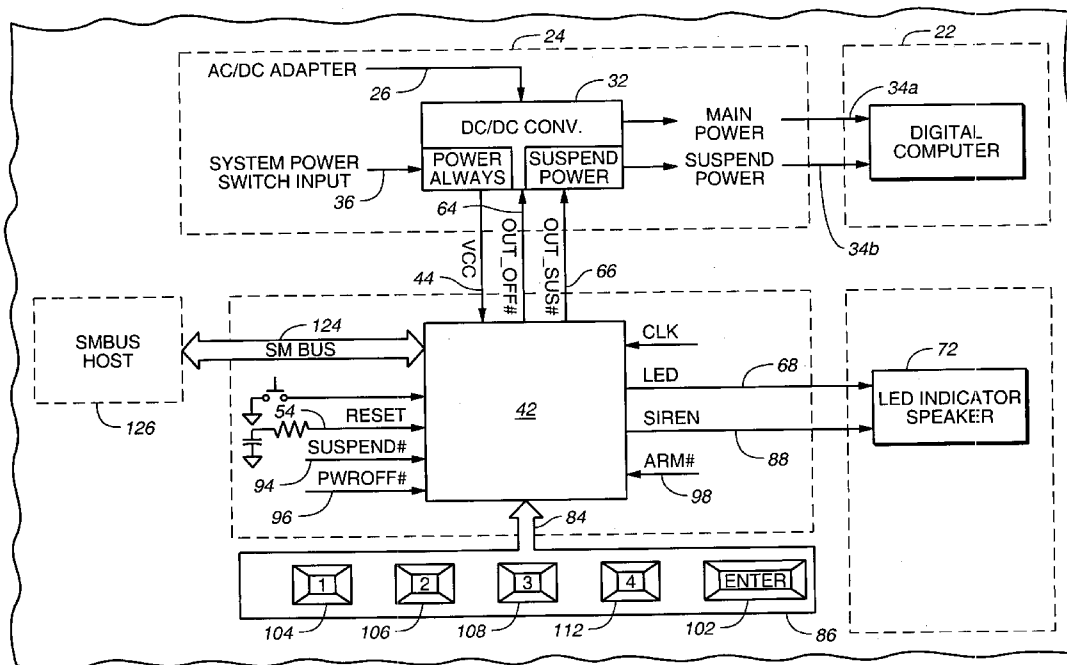 24
22
AC/DC ADAPTER
26
32
34a
DC/DC CONV.
MAIN
POWER
DIGITAL
COMPUTER
SYSTEM POWER
SWITCH INPUT
36
POWER
ALWAYS
SUSPEND
POWER
SUSPEND
POWER
34b
64
VCC
OUT_OFF#
OUT_SUS#
44
66
SMBUS
HOST
126
124
SM BUS
CLK
42
LED
68
72
LED INDICATOR
SPEAKER
54
RESET
SIREN
88
SUSPEND#
94
ARM#
98
PWROFF#
96
84
1
2
3
4
ENTER
104
106
108
112
102
86